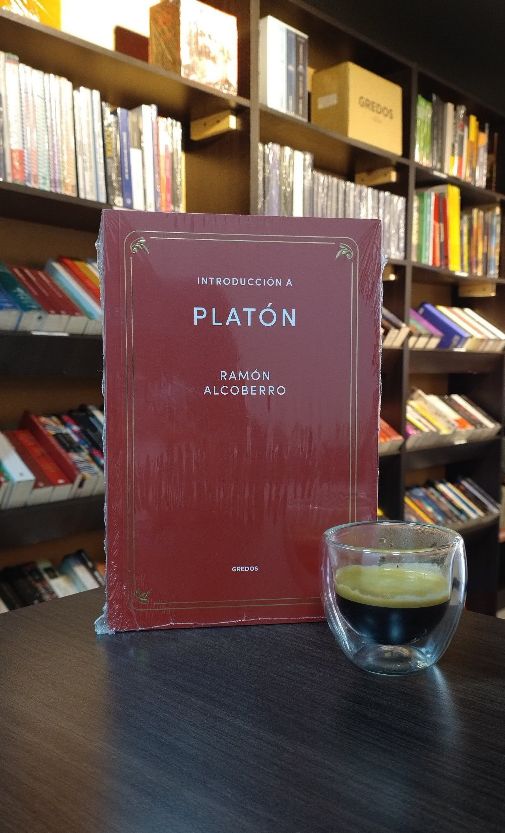 GREDOS
INTRODUCCIÓN A
PLATÓN
RAMÓN
ALCOBERRO
GREDOS